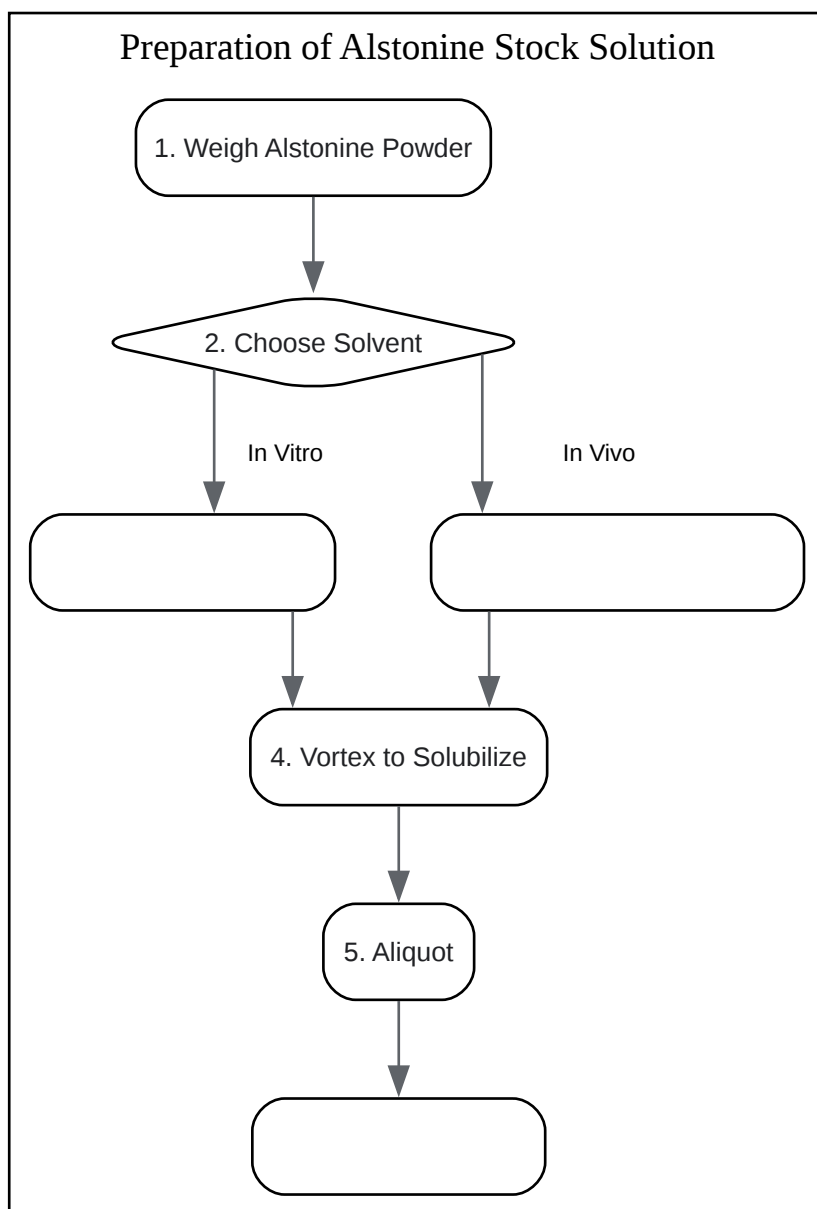 Preparation of Alstonine Stock Solution
1. Weigh Alstonine Powder
2. Choose Solvent
In Vitro
In Vivo
4. Vortex to Solubilize
5. Aliquot